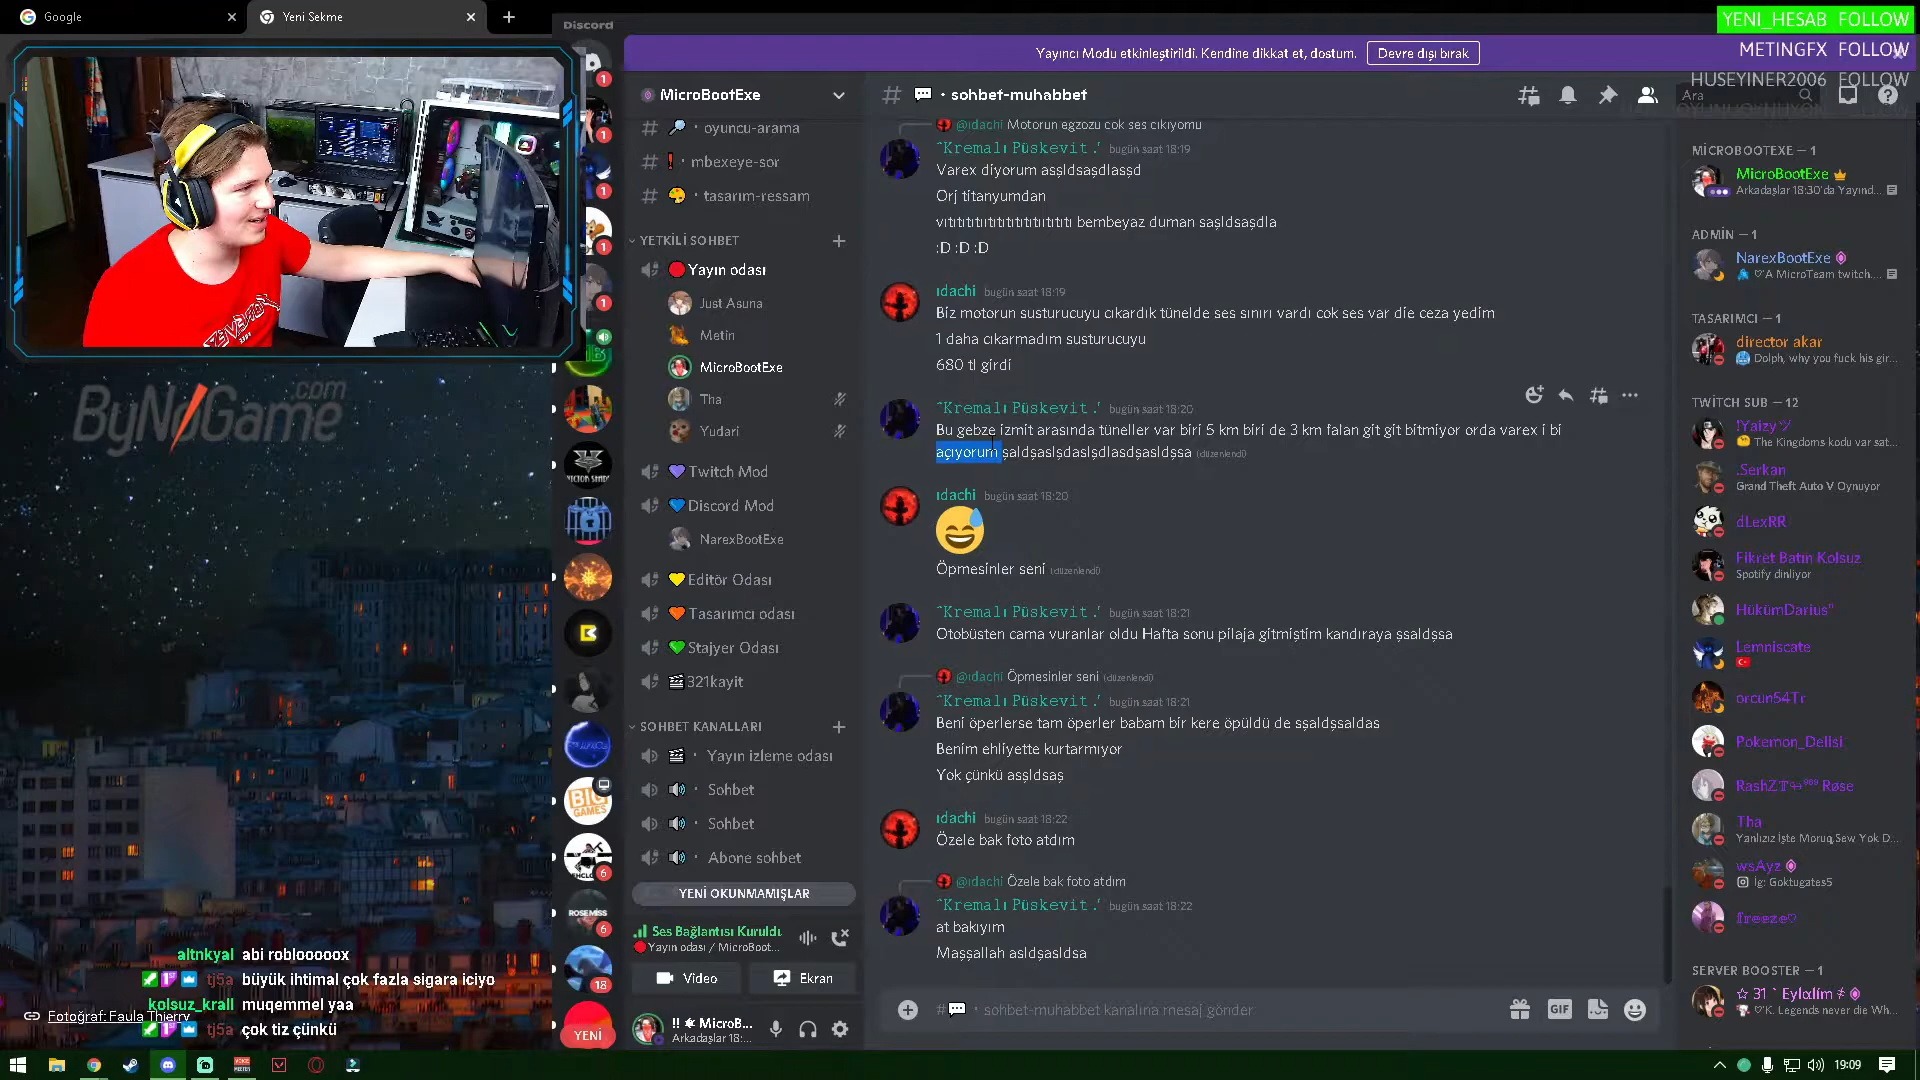 Google
Yeni Sekme
Discord
YENI_HESAB FOLLOW
METINGFX FOLLOW
HUSEYINER2006 FOLLOW
Yayıncı Modu etkinleştirildi. Kendine dikkat et, dostum.
Devre dışı bırak
MicroBootExe
oyuncu-arama
mbexeye-sor
tasarım-ressam
YETKİLİ SOHBET
Yayın odası
Just Asuna
Metin
MicroBootExe
Tha
Yudari
Twitch Mod
Discord Mod
NarexBootExe
Editör Odası
Tasarımcı odası
Stajyer Odası
321kayit
SOHBET KANALLARI
Yayın izleme odası
Sohbet
Sohbet
Abone sohbet
YENİ OKUNMAMIŞLAR
Ses Bağlantısı Kuruldu
Yayın odası / MicroBoot...
Video
Ekran
!! MicroB...
Arkadaşlar 18:...
# • sohbet-muhabbet
Ara
@ıdachi Motorun egzozu cok ses cıkıyomu
˜Kremalı Püskevit.' bugün saat 18:19
Varex diyorum asşldsaşdlasşd
Orj titanyumdan
vıtıtıtıtıtıtıtıtıtıtıtıtıtı bembeyaz duman saşldsaşdla
:D :D :D
ıdachi bugün saat 18:19
Biz motorun susturucuyu cıkardık tünelde ses sınırı vardı cok ses var die ceza yedim
1 daha cıkarmadım susturucuyu
680 tl girdi
˜Kremalı Püskevit.' bugün saat 18:20
Bu gebze izmit arasında tüneller var biri 5 km biri de 3 km falan git git bitmiyor orda varex i bi
açıyorum şaldşaslşdaslşdlasdşasldşsa (düzenlendi)
ıdachi bugün saat 18:20
Öpmesinler seni (düzenlendi)
˜Kremalı Püskevit.' bugün saat 18:21
Otobüsten cama vuranlar oldu Hafta sonu pilaja gitmiştim kandıraya şsaldşsa
@ıdachi Öpmesinler seni (düzenlendi)
˜Kremalı Püskevit.' bugün saat 18:21
Beni öperlerse tam öperler babam bir kere öpüldü de sşaldşsaldas
Benim ehliyette kurtarmıyor
Yok çünkü asşldsaş
ıdachi bugün saat 18:22
Özele bak foto atdım
@ıdachi Özele bak foto atdım
˜Kremalı Püskevit.' bugün saat 18:22
at bakıyım
Maşşallah asldşasldsa
# • sohbet-muhabbet kanalına mesaj gönder
GIF
MİCROBOOTEXE — 1
MicroBootExe
Arkadaşlar 18:30'da Yayınd...
ADMİN — 1
NarexBootExe
♡'A MicroTeam twitch....
TASARIMCI — 1
director akar
Dolph, why you fuck his gir...
TWİTCH SUB — 12
!Yaizy ツ
The Kingdoms kodu var sat...
.Serkan
Grand Theft Auto V Oynuyor
dLexRR
Fikret Batın Kolsuz
Spotify dinliyor
HükümDarius"
Lemniscate
orcun54Tr
Pokemon_Delisi
Tha
Yanlızız İşte Moruq,Sew Yok D...
wsAyz
İg: Goktugates5
freeze♡
SERVER BOOSTER — 1
☆ 31 ` Eylαlím ≠
♡'K. Legends never die Wh...
ByNoGame.com
altnkyal abi roblooooox
tj5a büyük ihtimal çok fazla sigara iciyo
kolsuz_krall muqemmel yaa
Fotoğraf: Faula Thierry
tj5a çok tiz çünkü
BIG GAMES
ROSEMISS
YENİ
19:09